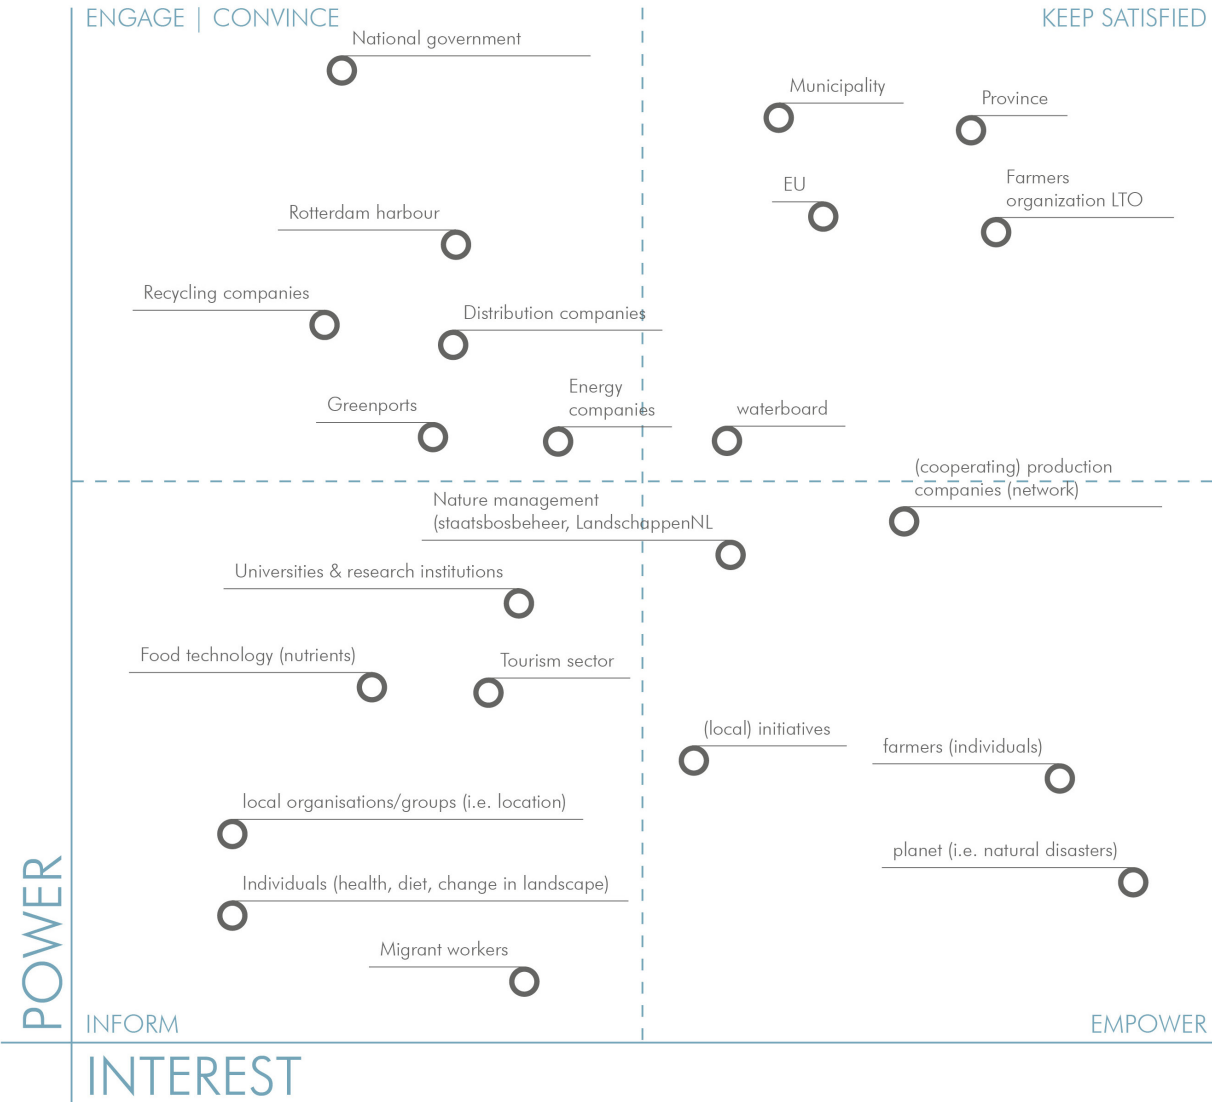 ENGAGE | CONVINCE
KEEP SATISFIED
National government
Municipality
Province
EU
Farmers
organization LTO
Rotterdam harbour
Recycling companies
Distribution companies
Energy
companies
Greenports
waterboard
(cooperating) production
companies (network)
Nature management
(staatsbosbeheer, LandschappenNL
Universities & research institutions
Food technology (nutrients)
Tourism sector
(local) initiatives
farmers (individuals)
local organisations/groups (i.e. location)
planet (i.e. natural disasters)
Individuals (health, diet, change in landscape)
Migrant workers
POWER
INFORM
EMPOWER
INTEREST